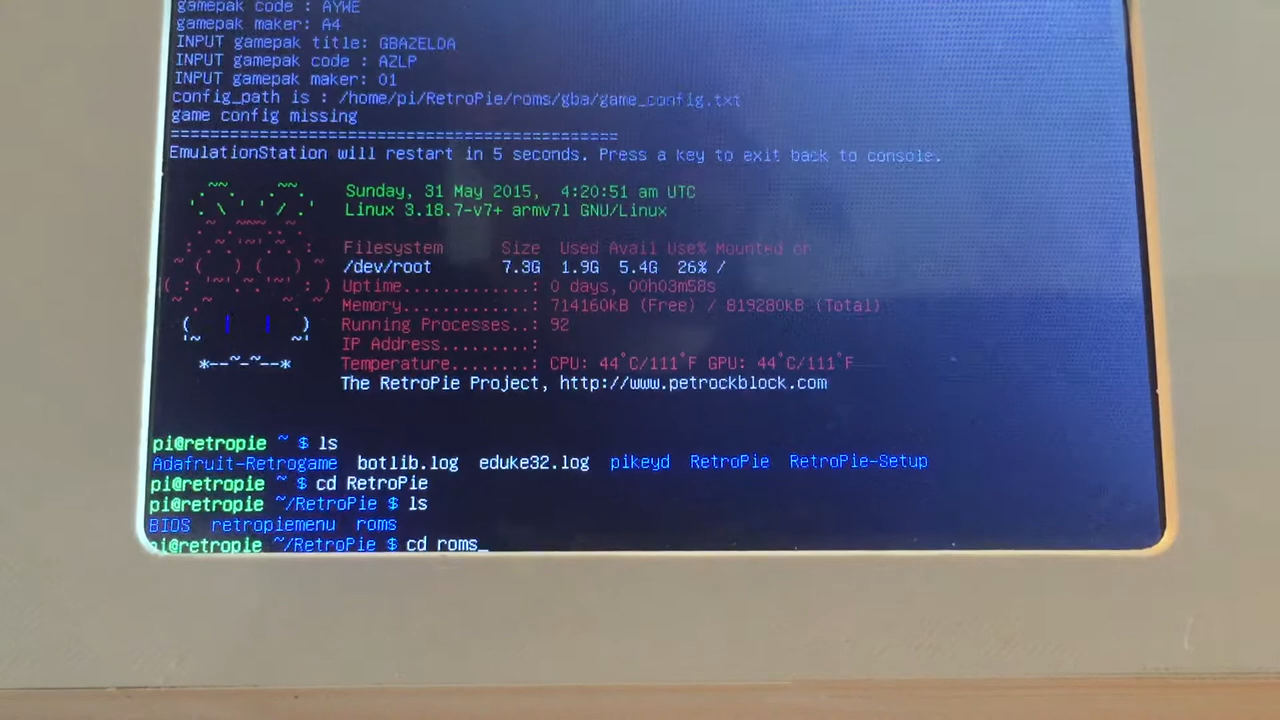 gamepak code : AYWE
gamepak maker: A4
INPUT gamepak title: GBAZELDA
INPUT gamepak code : AZLP
INPUT gamepak maker: 01
config_path is : /home/pi/RetroPie/roms/gba/game_config.txt
game config missing
=============================================
EmulationStation will restart in 5 seconds. Press a key to exit back to console.
Sunday, 31 May 2015, 4:20:51 am UTC
Linux 3.18.7-v7+ armv7l GNU/Linux
Filesystem Size Used Avail Use% Mounted on
/dev/root 7.3G 1.9G 5.4G 26% /
Uptime.............: 0 days, 00h03m58s
Memory.............: 714160kB (Free) / 819280kB (Total)
Running Processes..: 92
IP Address.........:
Temperature........: CPU: 44°C/111°F GPU: 44°C/111°F
The RetroPie Project, http://www.petrockblock.com
pi@retropie ~ $ ls
Adafruit-Retrogame botlib.log eduke32.log pikeyd RetroPie RetroPie-Setup
pi@retropie ~ $ cd RetroPie
pi@retropie ~/RetroPie $ ls
BIOS retropiemenu roms
pi@retropie ~/RetroPie $ cd roms_